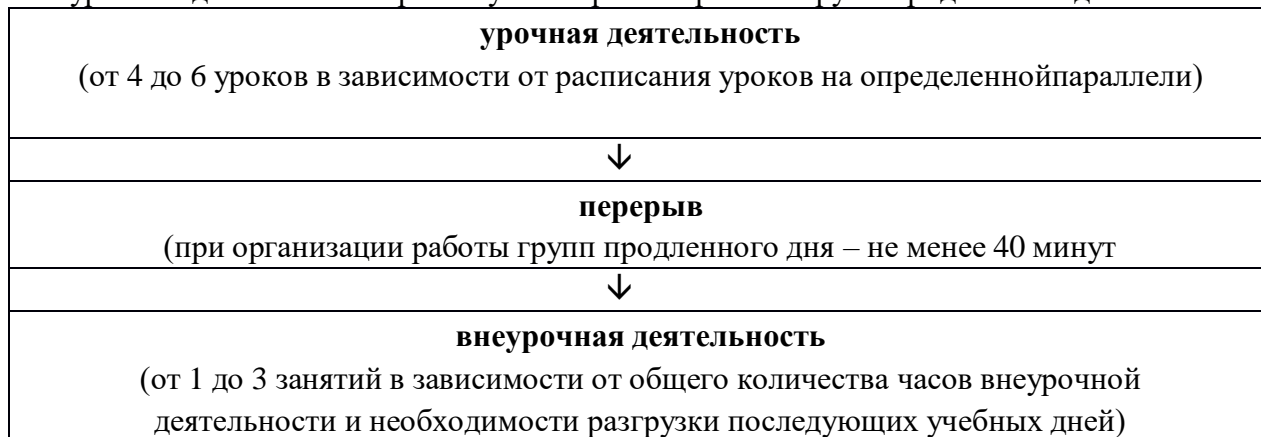 урочная деятельность
(от 4 до 6 уроков в зависимости от расписания уроков на определеннойпараллели)
↓
перерыв
(при организации работы групп продленного дня – не менее 40 минут
↓
внеурочная деятельность
(от 1 до 3 занятий в зависимости от общего количества часов внеурочной
деятельности и необходимости разгрузки последующих учебных дней)